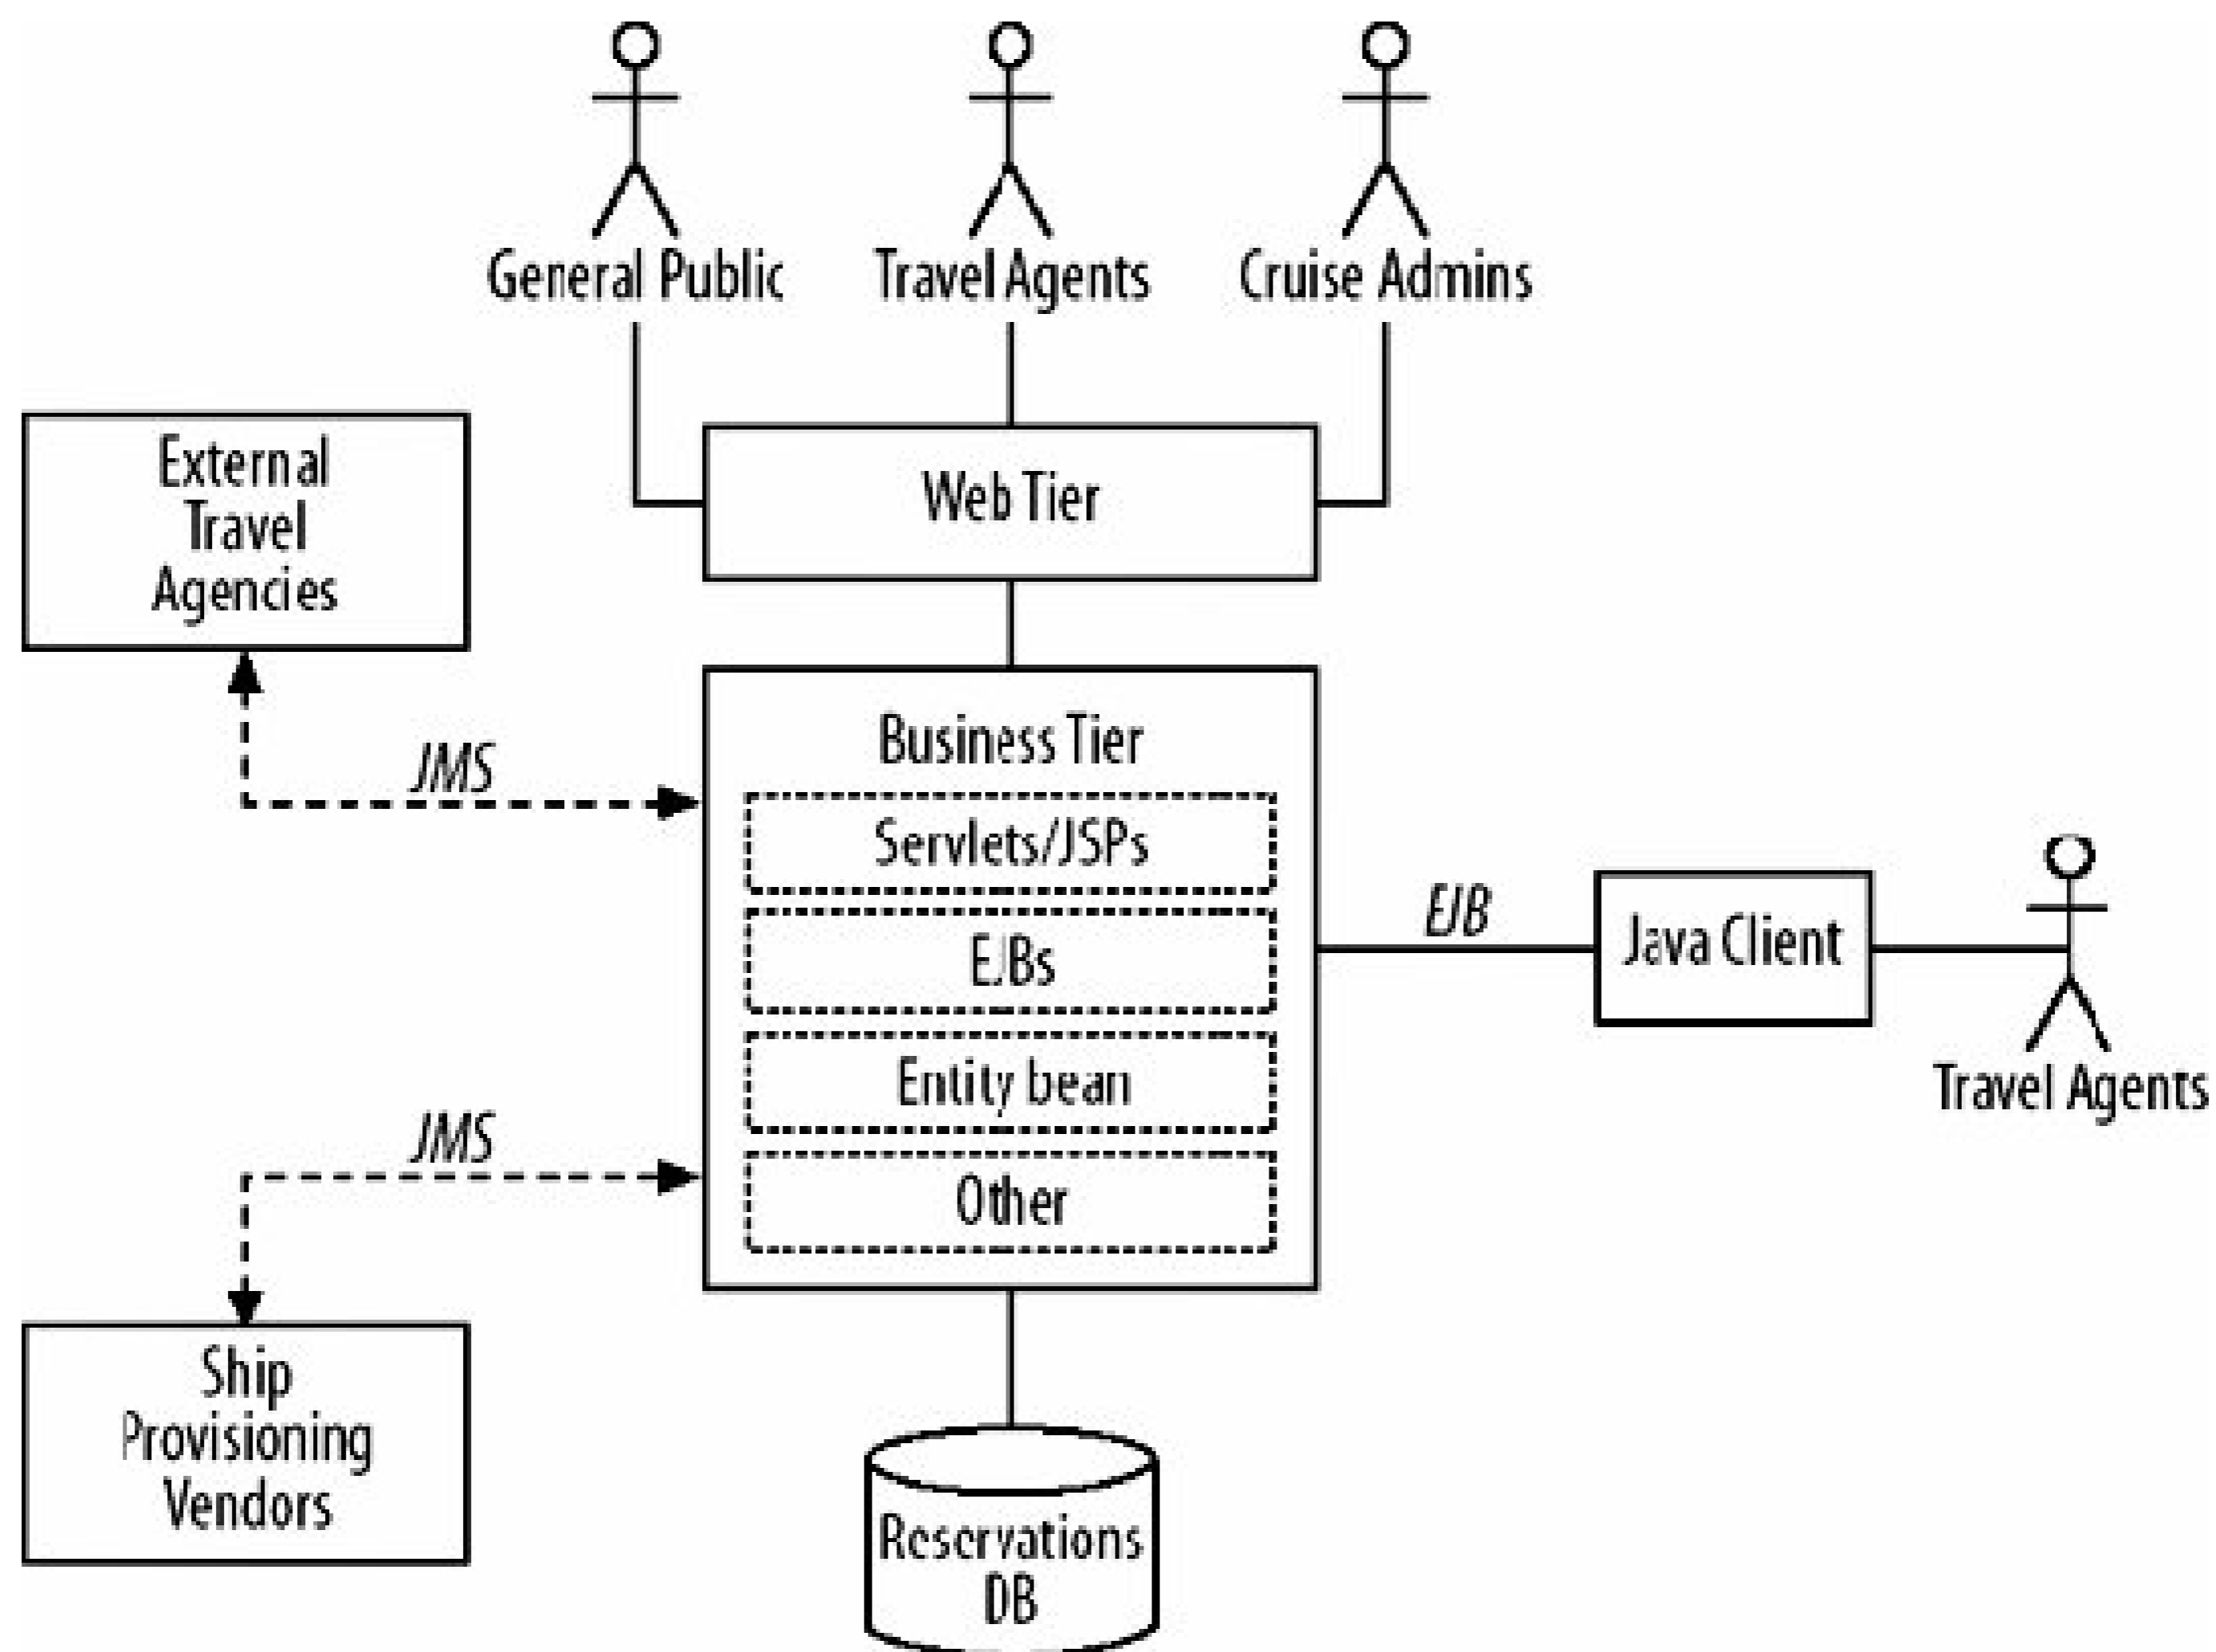 General Public
Travel Agents
Cruise Admins
External
Travel
Agencies
Web Tier
JMS
Business Tier
Servlets/JSPs
EJBs
Entity bean
Other
EJB
Java Client
Travel Agents
JMS
Ship
Provisioning
Vendors
Reservations
DB